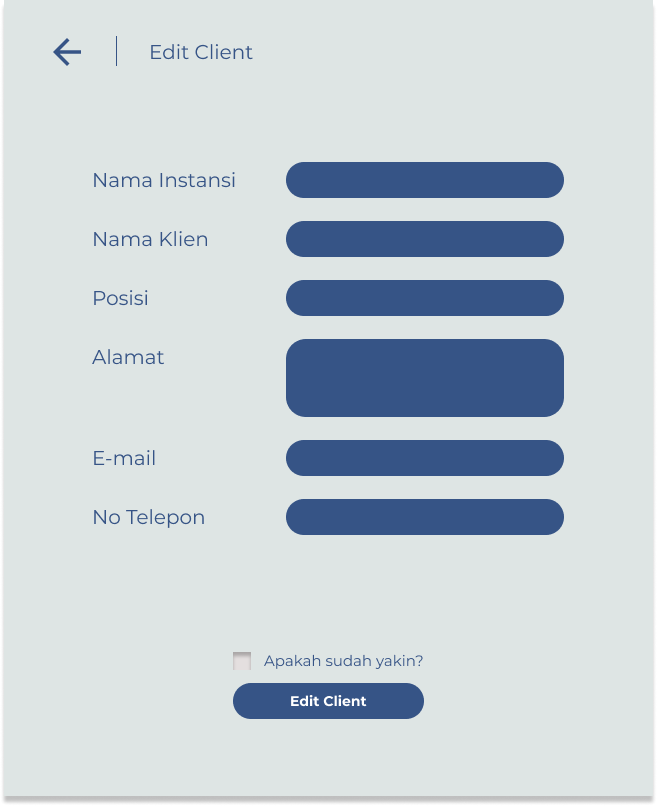 Edit Client
Nama Instansi
Nama Klien
Posisi
Alamat
E-mail
No Telepon
Apakah sudah yakin?
Edit Client